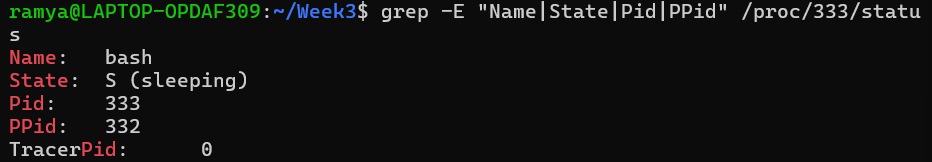 ramya@LAPTOP-OPDAF309:~/Week3$ grep -E "Name|State|Pid|PPid" /proc/333/statu
s
Name:   bash
State:  S (sleeping)
Pid:    333
PPid:   332
TracerPid:      0